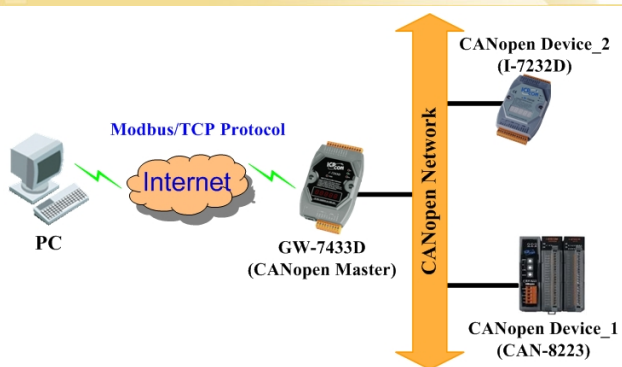 CANopen Device_2
(I-7232D)
Modbus/TCP Protocol
Internet
PC
GW-7433D
(CANopen Master)
CANopen Network
CANopen Device_1
(CAN-8223)